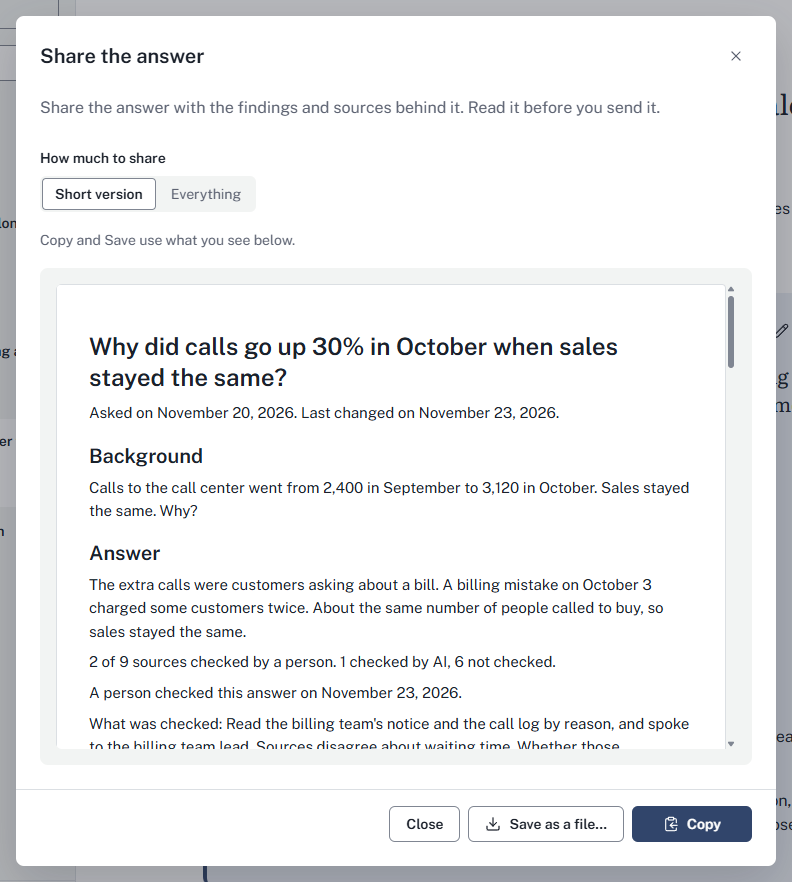 Share the answer
Share the answer with the findings and sources behind it. Read it before you send it.
How much to share
Short version
Everything
Copy and Save use what you see below.
Why did calls go up 30% in October when sales
stayed the same?
Asked on November 20, 2026. Last changed on November 23, 2026.
Background
Calls to the call center went from 2,400 in September to 3,120 in October. Sales stayed
the same. Why?
Answer
The extra calls were customers asking about a bill. A billing mistake on October 3
charged some customers twice. About the same number of people called to buy, so
sales stayed the same.
2 of 9 sources checked by a person. 1 checked by AI, 6 not checked.
A person checked this answer on November 23, 2026.
What was checked: Read the billing team's notice and the call log by reason, and spoke
to the billing team lead. Sources disagree about waiting time. Whether those
Close
Save as a file...
Copy